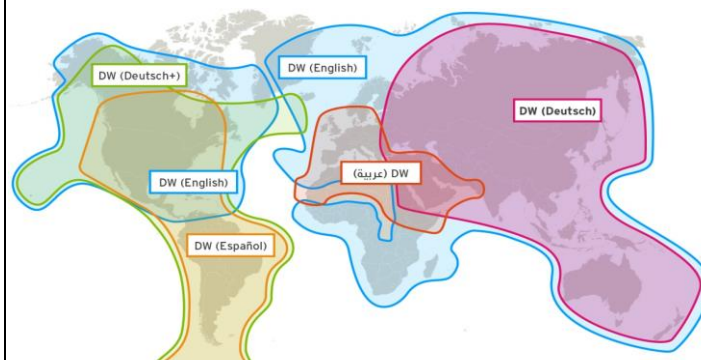 DW (Deutsch+)
DW (English)
DW (Deutsch)
DW (عربية)
DW (English)
DW (Español)